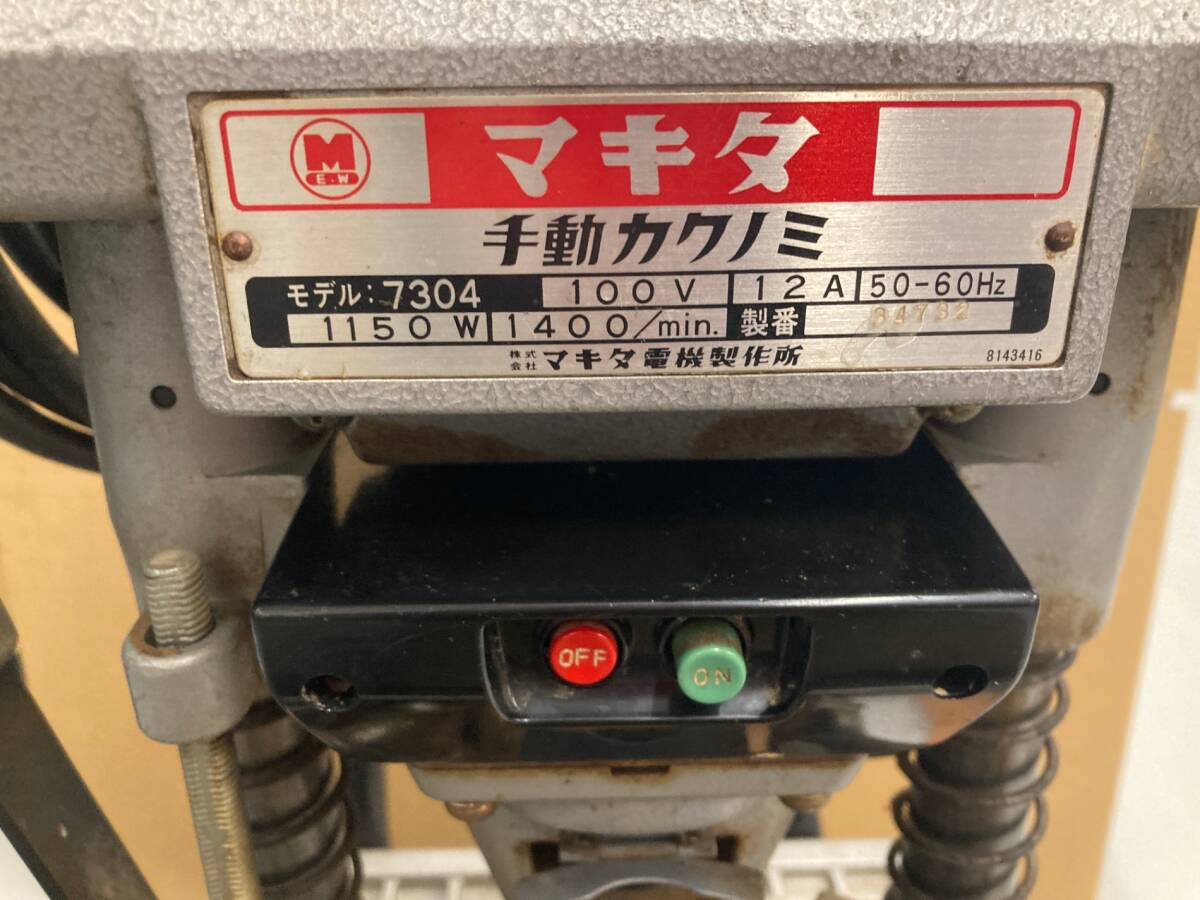 M
E.W
マキタ
手動カクノミ
モデル:7304 100V 12A 50-60Hz
1150W 1400/min. 製番 34732
株式会社 マキタ電機製作所 8143416
OFF ON